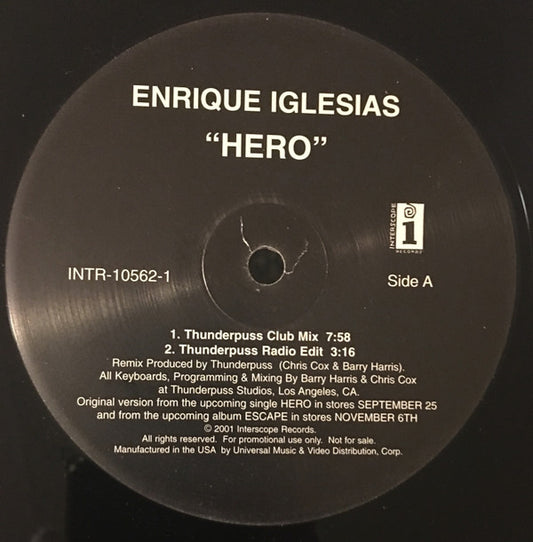 ENRIQUE IGLESIAS
“HERO”
INTERSCOPE
i
RECORDS
INTR-10562-1
Side A
1. Thunderpuss Club Mix 7:58
2. Thunderpuss Radio Edit 3:16
Remix Produced by Thunderpuss (Chris Cox & Barry Harris).
All Keyboards, Programming & Mixing By Barry Harris & Chris Cox
at Thunderpuss Studios, Los Angeles, CA.
Original version from the upcoming single HERO in stores SEPTEMBER 25
and from the upcoming album ESCAPE in stores NOVEMBER 6TH
© 2001 Interscope Records.
All rights reserved. For promotional use only. Not for sale.
Manufactured in the USA by Universal Music & Video Distribution, Corp.